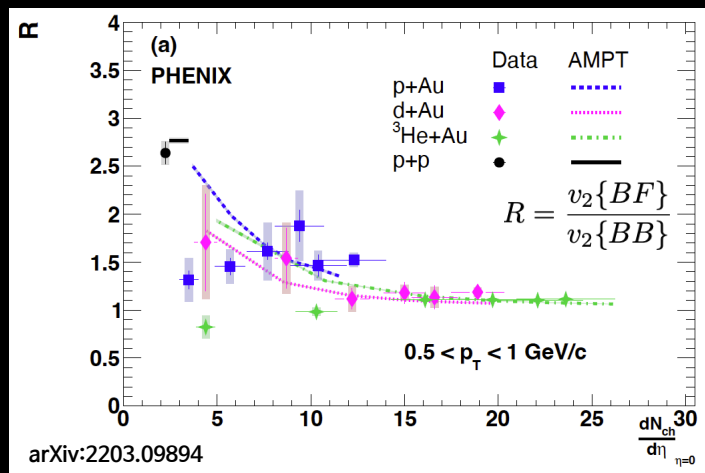 R
(a)
PHENIX
Data AMPT
p+Au
d+Au
³He+Au
p+p
R = v₂{BF} / v₂{BB}
0.5 < p_T < 1 GeV/c
4
3.5
3
2.5
2
1.5
1
0.5
0
0 5 10 15 20 25 30
dN_ch / dη η=0
arXiv:2203.09894